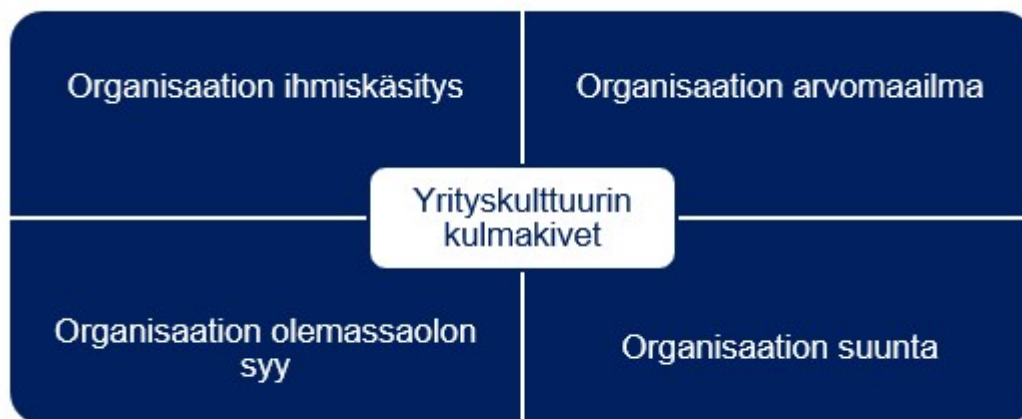 Organisaation ihmiskäsitys
Organisaation arvomaailma
Yrityskulttuurin
kulmakivet
Organisaation olemassaolon
syy
Organisaation suunta